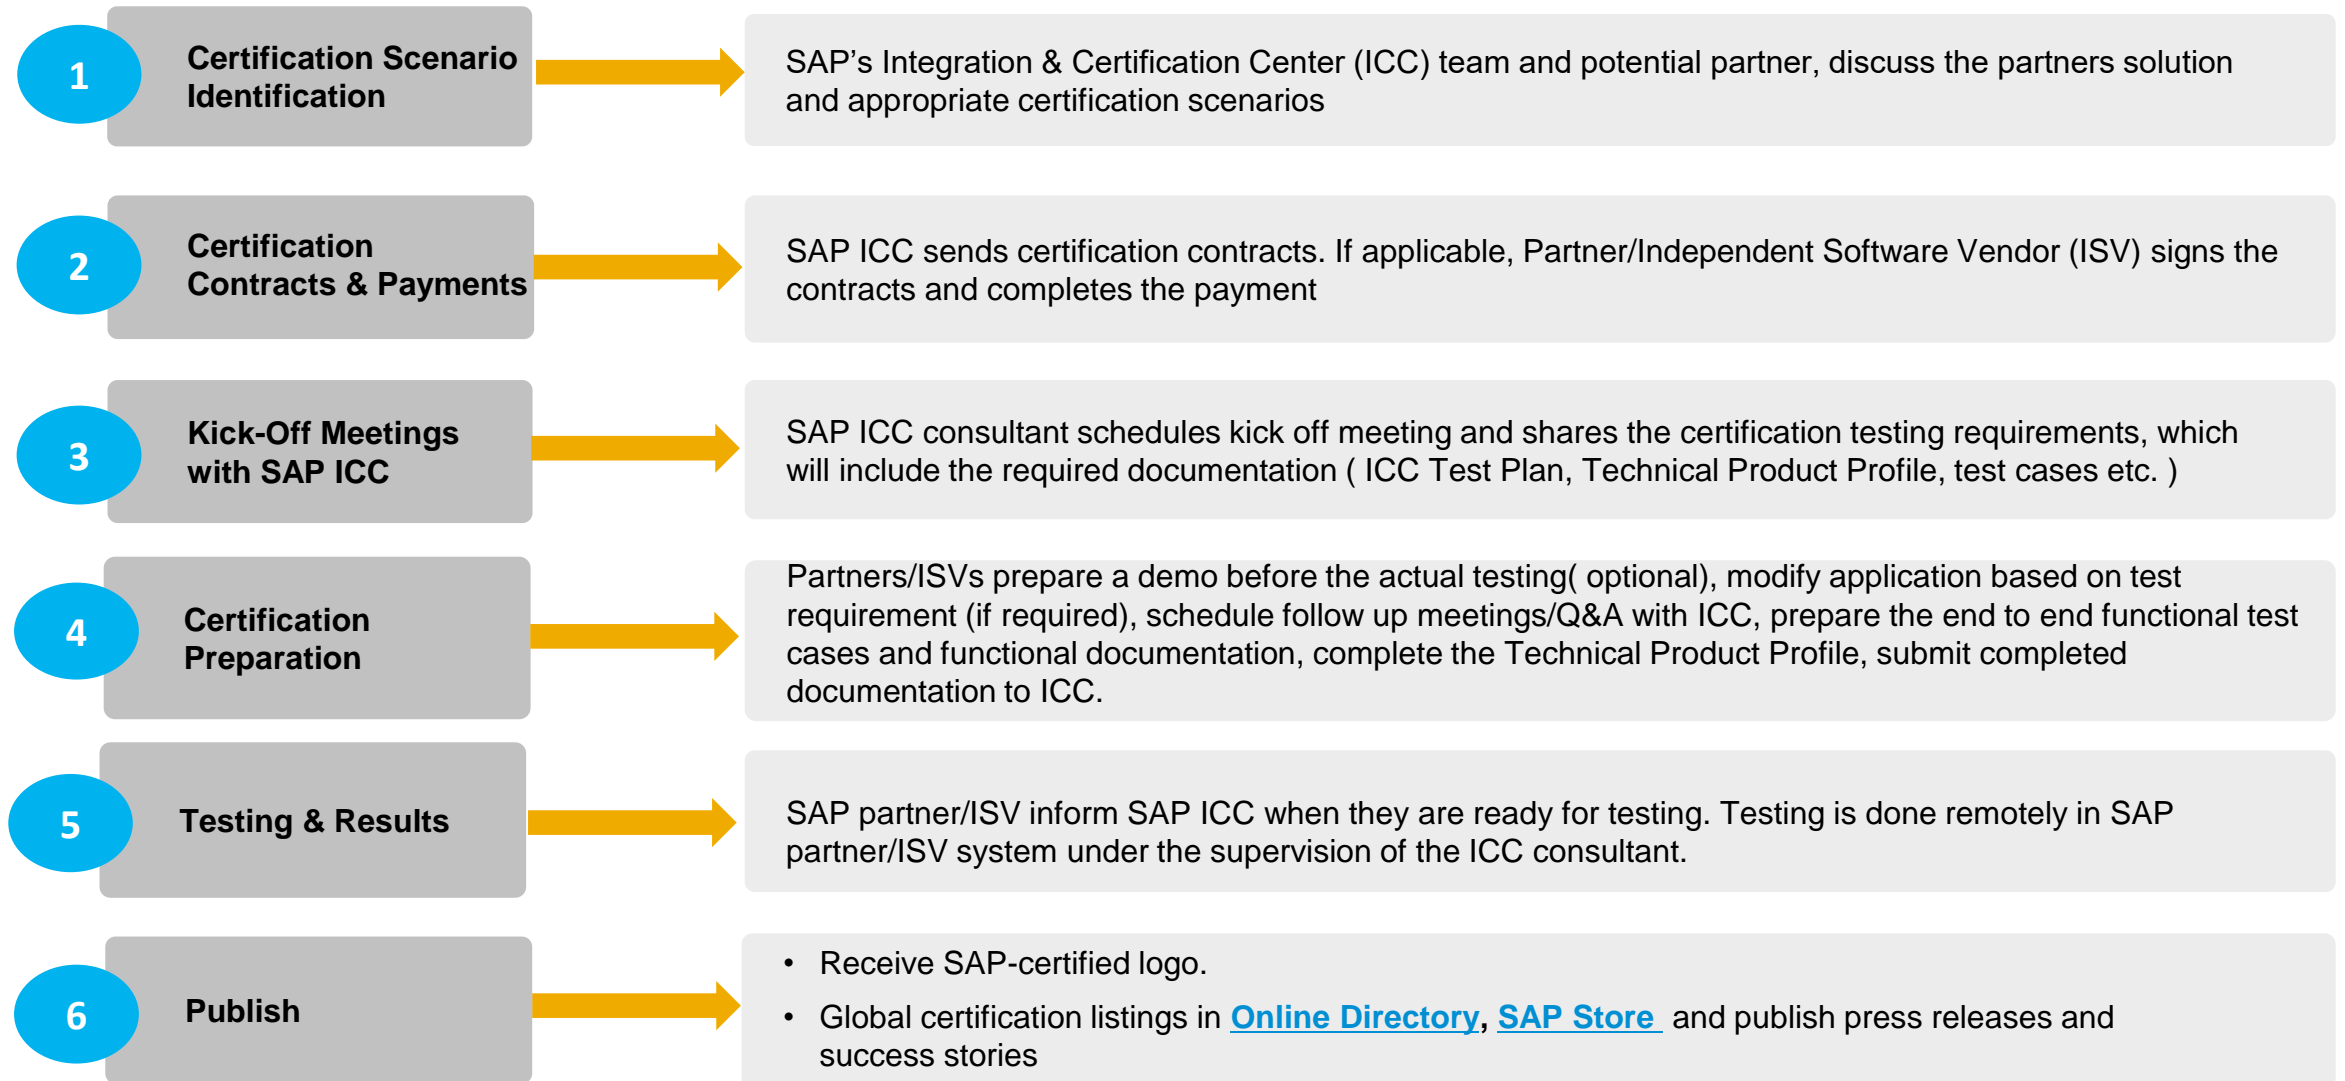 1
Certification Scenario
Identification
SAP’s Integration & Certification Center (ICC) team and potential partner, discuss the partners solution
and appropriate certification scenarios
2
Certification
Contracts & Payments
SAP ICC sends certification contracts. If applicable, Partner/Independent Software Vendor (ISV) signs the
contracts and completes the payment
3
Kick-Off Meetings
with SAP ICC
SAP ICC consultant schedules kick off meeting and shares the certification testing requirements, which
will include the required documentation ( ICC Test Plan, Technical Product Profile, test cases etc. )
4
Certification
Preparation
Partners/ISVs prepare a demo before the actual testing( optional), modify application based on test
requirement (if required), schedule follow up meetings/Q&A with ICC, prepare the end to end functional test
cases and functional documentation, complete the Technical Product Profile, submit completed
documentation to ICC.
5
Testing & Results
SAP partner/ISV inform SAP ICC when they are ready for testing. Testing is done remotely in SAP
partner/ISV system under the supervision of the ICC consultant.
6
Publish
• Receive SAP-certified logo.
• Global certification listings in Online Directory, SAP Store and publish press releases and
success stories